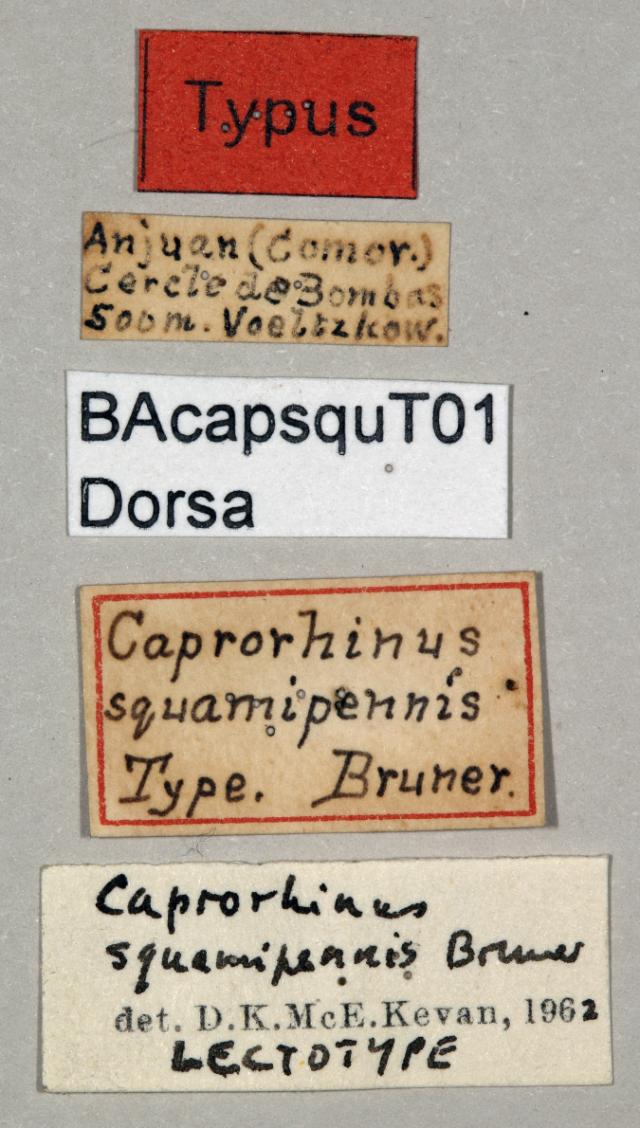 Typus
Anjuan (Comor.)
Cercle de Bombas
500m. Voeltzkow.
BAcapsquT01
Dorsa
Caprorhinus
squamipennis
Type. Bruner.
Caprorhinus
squamipennis Bruner
det. D.K.McE.Kevan, 1962
LECTOTYPE